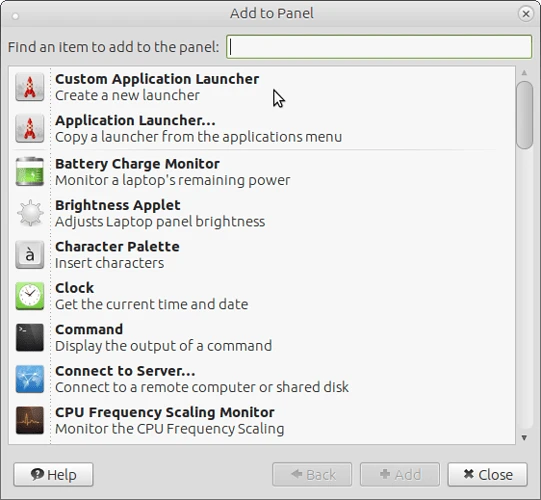 Add to Panel
Find an item to add to the panel:
Custom Application Launcher
Create a new launcher
Application Launcher...
Copy a launcher from the applications menu
Battery Charge Monitor
Monitor a laptop's remaining power
Brightness Applet
Adjusts Laptop panel brightness
Character Palette
Insert characters
à
Clock
Get the current time and date
Command
Display the output of a command
Connect to Server...
Connect to a remote computer or shared disk
CPU Frequency Scaling Monitor
Monitor the CPU Frequency Scaling
Help
Back
Add
Close